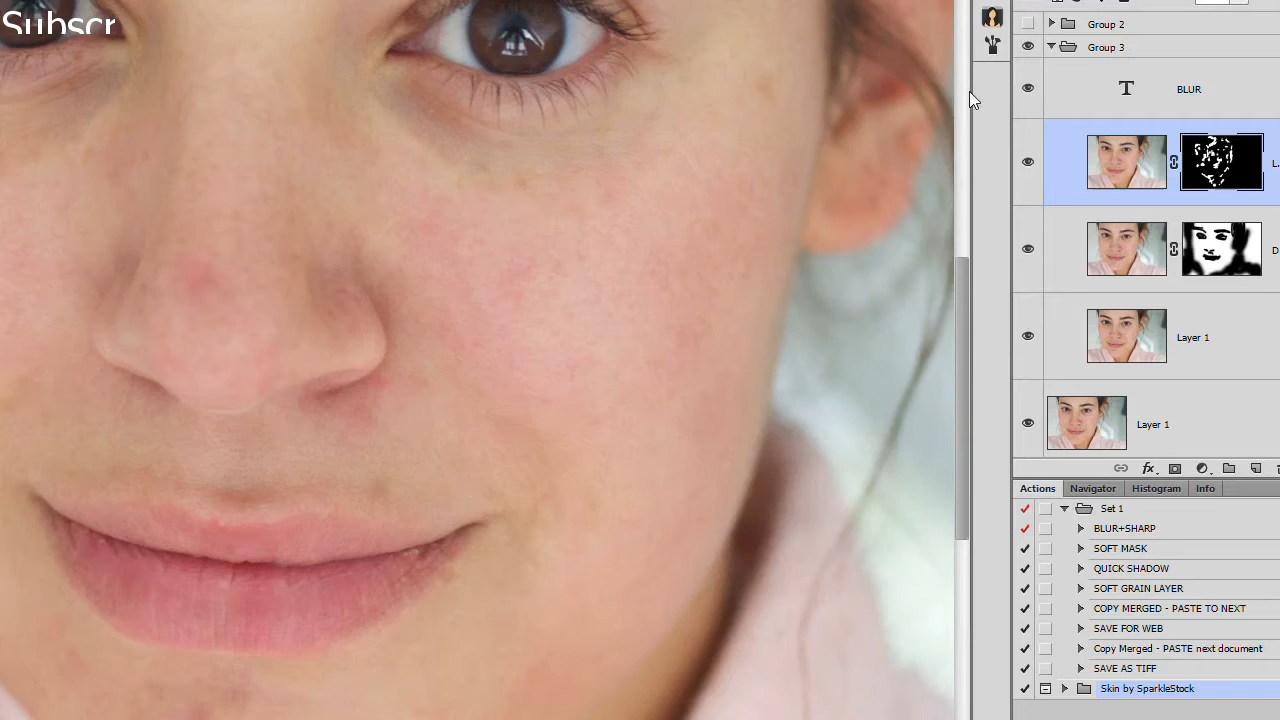 Subscr
Group 2
Group 3
T BLUR
L
D
Layer 1
Layer 1
fx
Actions Navigator Histogram Info
Set 1
BLUR+SHARP
SOFT MASK
QUICK SHADOW
SOFT GRAIN LAYER
COPY MERGED - PASTE TO NEXT
SAVE FOR WEB
Copy Merged - PASTE next document
SAVE AS TIFF
Skin by SparkleStock